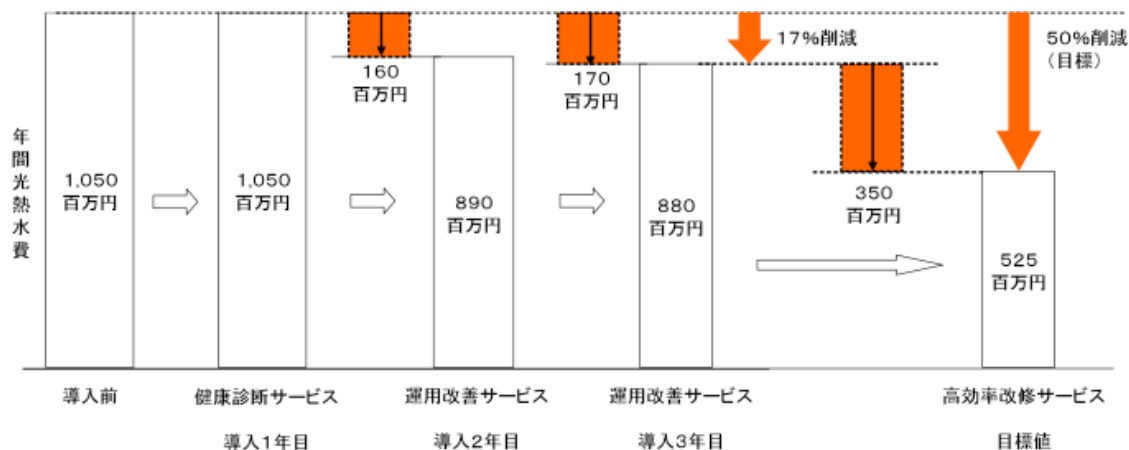 17%削減
50%削減
(目標)
160
百万円
170
百万円
年間光熱水費
1,050
百万円
1,050
百万円
890
百万円
880
百万円
350
百万円
525
百万円
導入前
健康診断サービス
運用改善サービス
運用改善サービス
高効率改修サービス
導入1年目
導入2年目
導入3年目
目標値